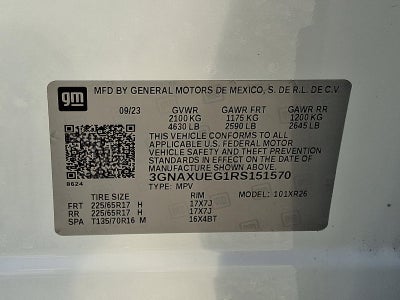 gm
MFD BY GENERAL MOTORS DE MEXICO, S. DE R.L. DE C.V.
09/23 GVWR GAWR FRT GAWR RR
2100 KG 1175 KG 1200 KG
4630 LB 2590 LB 2645 LB
THIS VEHICLE CONFORMS TO ALL
APPLICABLE U.S. FEDERAL MOTOR
VEHICLE SAFETY AND THEFT PREVENTION
STANDARDS IN EFFECT ON THE DATE OF
MANUFACTURE SHOWN ABOVE.
3GNAXUEG1RS151570
8624 TYPE: MPV
TIRE SIZE RIM MODEL: 101XR26
FRT 225/65R17 H 17X7J
RR 225/65R17 H 17X7J
SPA T135/70R16 M 16X4BT